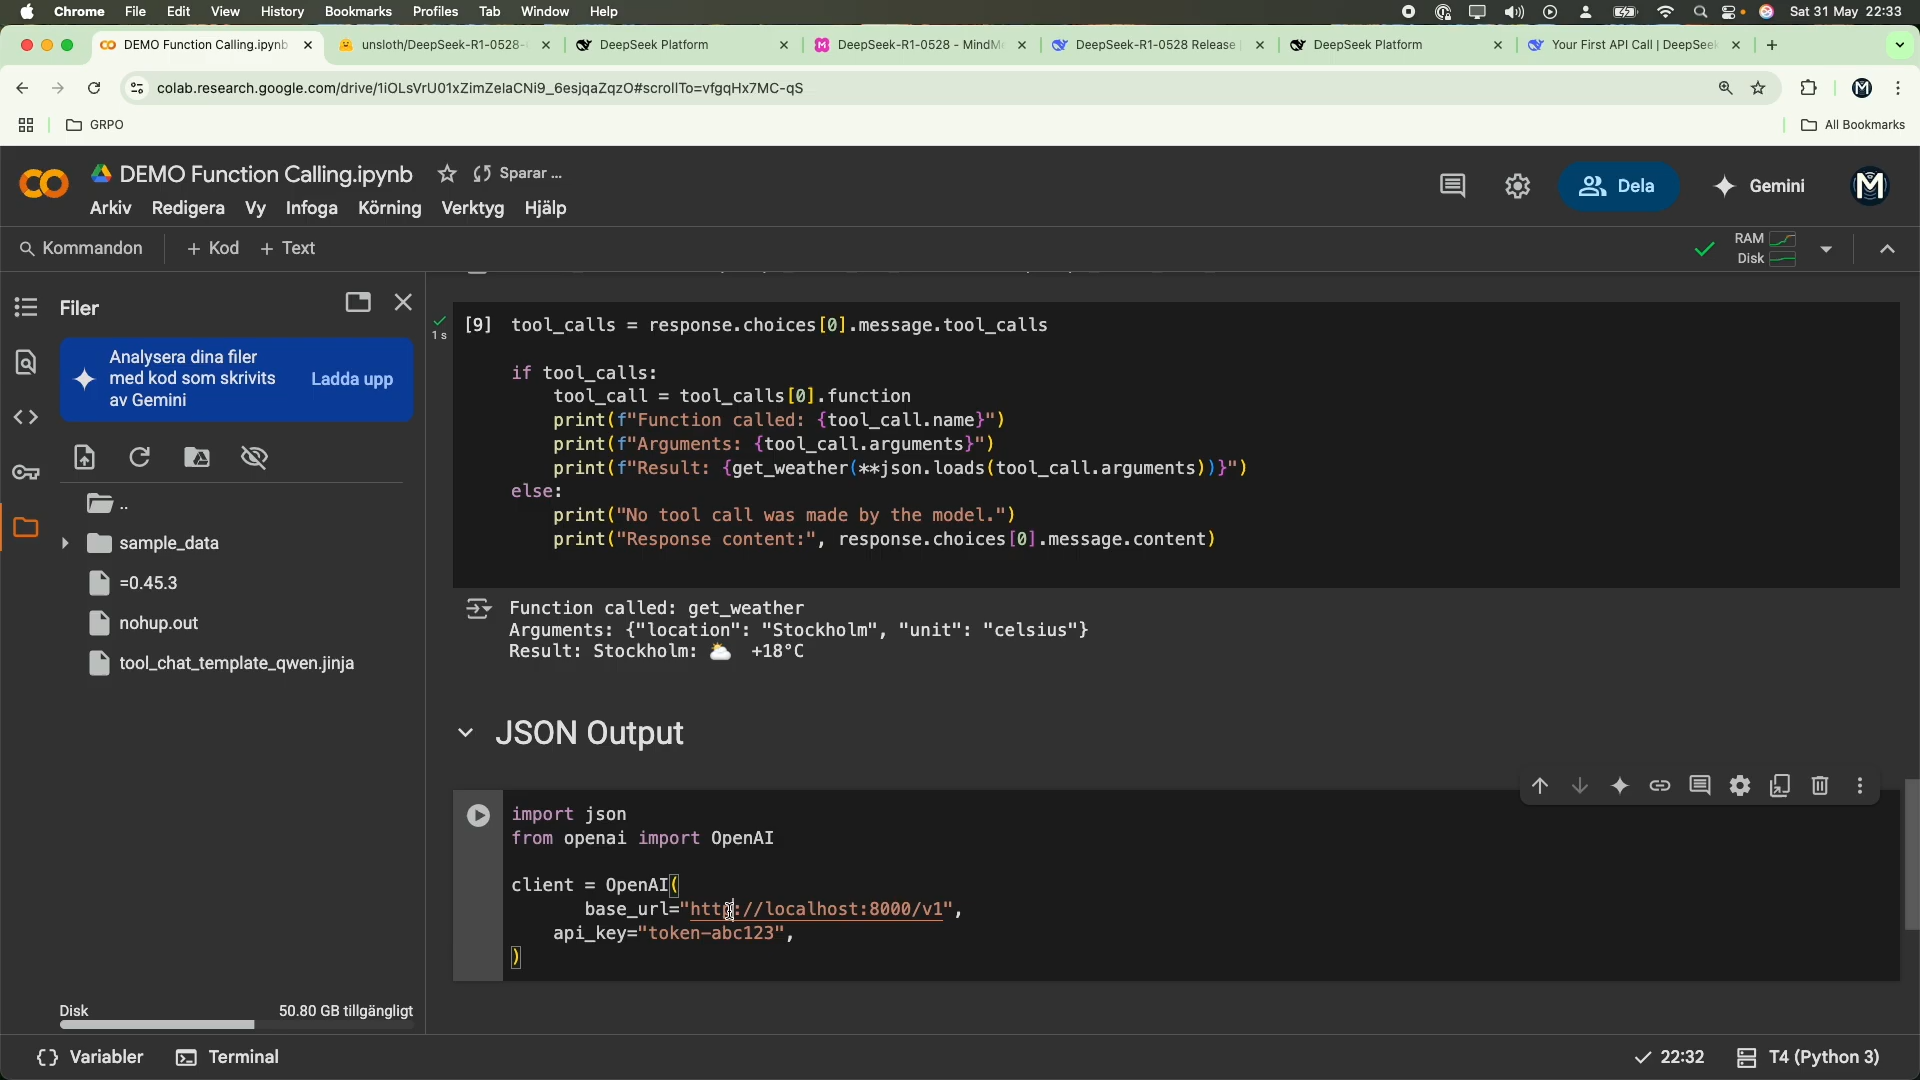 Chrome File Edit View History Bookmarks Profiles Tab Window Help Sat 31 May 22:33
DEMO Function Calling.ipynb unsloth/DeepSeek-R1-0528- DeepSeek Platform DeepSeek-R1-0528 - MindM DeepSeek-R1-0528 Release DeepSeek Platform Your First API Call | DeepSeek
colab.research.google.com/drive/1iOLsVrU01xZimZelaCNi9_6esjqaZqzO#scrollTo=vfgqHx7MC-qS
GRPO All Bookmarks
DEMO Function Calling.ipynb Sparar ...
Dela Gemini
Arkiv Redigera Vy Infoga Körning Verktyg Hjälp
Kommandon + Kod + Text RAM
Disk
Filer
Analysera dina filer
med kod som skrivits
av Gemini
Ladda upp
..
sample_data
=0.45.3
nohup.out
tool_chat_template_qwen.jinja
Disk 50.80 GB tillgängligt
1 s
[9] tool_calls = response.choices[0].message.tool_calls
if tool_calls:
    tool_call = tool_calls[0].function
    print(f"Function called: {tool_call.name}")
    print(f"Arguments: {tool_call.arguments}")
    print(f"Result: {get_weather(**json.loads(tool_call.arguments))}")
else:
    print("No tool call was made by the model.")
    print("Response content:", response.choices[0].message.content)
Function called: get_weather
Arguments: {"location": "Stockholm", "unit": "celsius"}
Result: Stockholm: ⛅ +18°C
JSON Output
import json
from openai import OpenAI
client = OpenAI(
       base_url="http://localhost:8000/v1",
    api_key="token-abc123",
)
Variabler Terminal 22:32 T4 (Python 3)